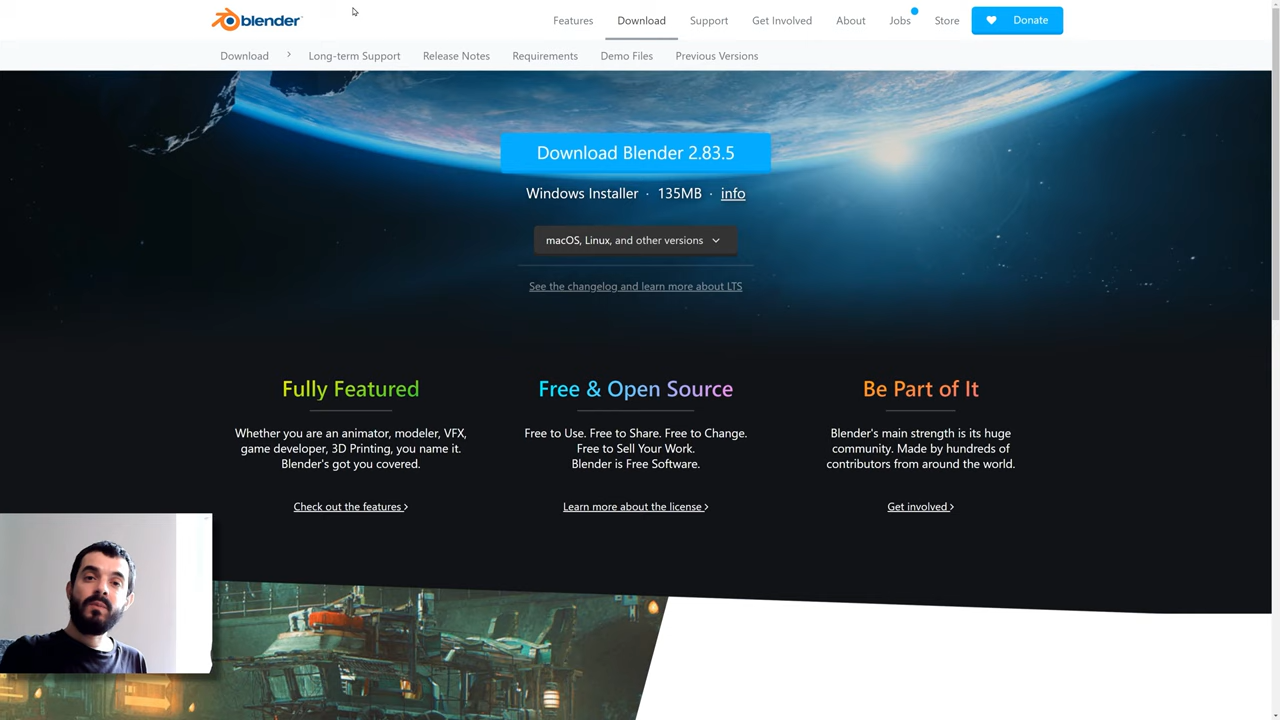 blender
Features
Download
Support
Get Involved
About
Jobs
Store
Donate
Download
Long-term Support
Release Notes
Requirements
Demo Files
Previous Versions
Download Blender 2.83.5
Windows Installer · 135MB · info
macOS, Linux, and other versions
See the changelog and learn more about LTS
Fully Featured
Whether you are an animator, modeler, VFX,
game developer, 3D Printing, you name it.
Blender's got you covered.
Check out the features
Free & Open Source
Free to Use. Free to Share. Free to Change.
Free to Sell Your Work.
Blender is Free Software.
Learn more about the license
Be Part of It
Blender's main strength is its huge
community. Made by hundreds of
contributors from around the world.
Get involved